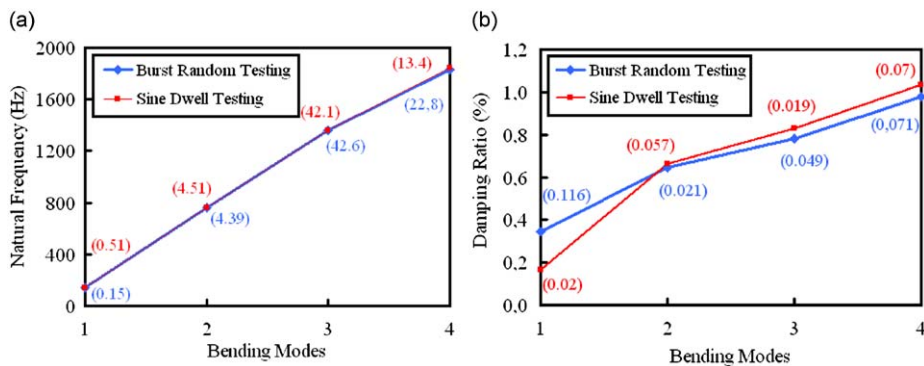 (a)
Natural Frequency (Hz)
2000
1600
1200
800
400
0
Burst Random Testing
Sine Dwell Testing
(0.51)
(0.15)
(4.51)
(4.39)
(42.1)
(42.6)
(13.4)
(22.8)
1 2 3 4
Bending Modes
(b)
Damping Ratio (%)
1.2
1.0
0.8
0.6
0.4
0.2
0.0
Burst Random Testing
Sine Dwell Testing
(0.116)
(0.02)
(0.057)
(0.021)
(0.019)
(0.049)
(0.07)
(0,071)
1 2 3 4
Bending Modes